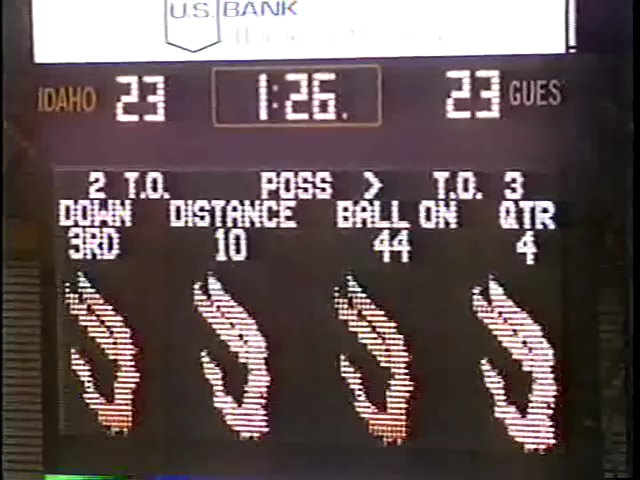 U.S. BANK
IDAHO 23 1:26. 23 GUES
2 T.O. POSS > T.O. 3
DOWN DISTANCE BALL ON QTR
3RD 10 44 4